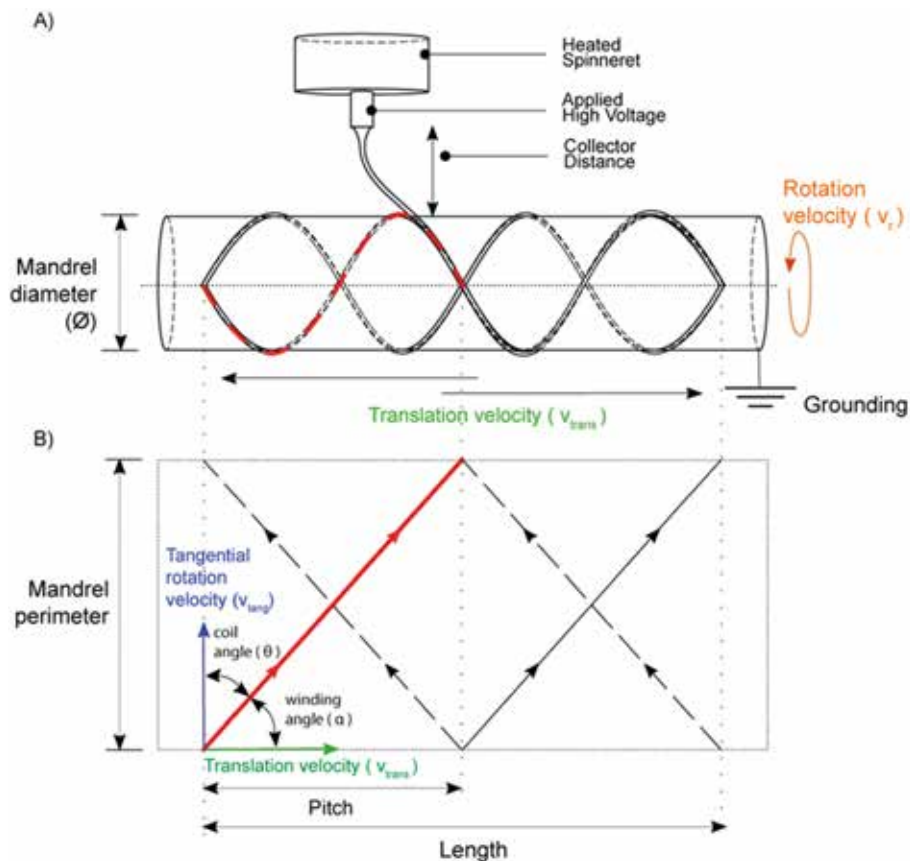 A)
Heated
Spinneret
Applied
High Voltage
Collector
Distance
Rotation
velocity ( vr)
Mandrel
diameter
(Ø)
Translation velocity ( vtrans)
Grounding
B)
Tangential
rotation
velocity (vtang)
Mandrel
perimeter
coil
angle (θ)
winding
angle (α)
Translation velocity ( vtrans)
Pitch
Length